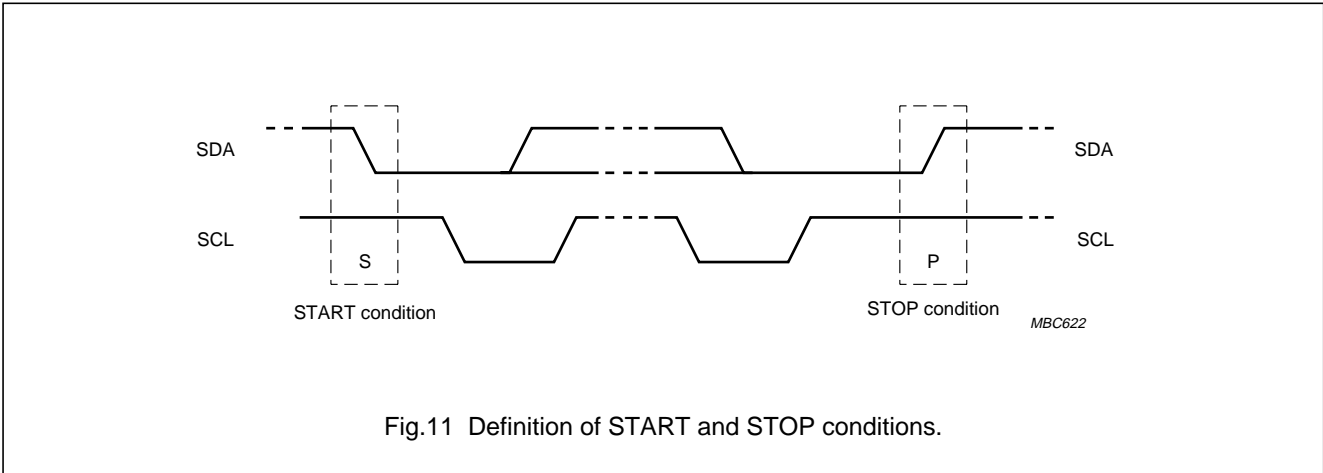 SDA
SDA
SCL
SCL
S
P
START condition
STOP condition
MBC622
Fig.11 Definition of START and STOP conditions.